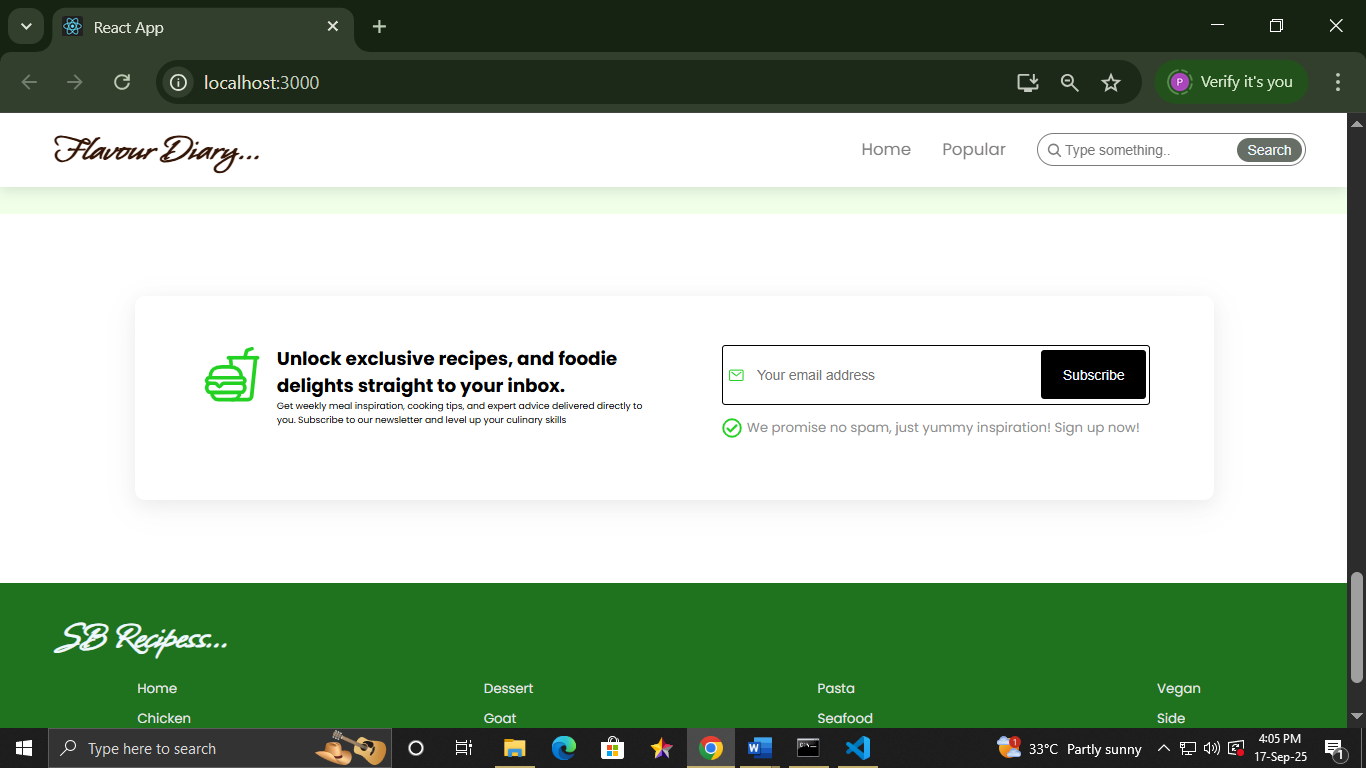 React App
localhost:3000
P
Verify it's you
Flavour Diary...
Home
Popular
Type something..
Search
Unlock exclusive recipes, and foodie
delights straight to your inbox.
Get weekly meal inspiration, cooking tips, and expert advice delivered directly to
you. Subscribe to our newsletter and level up your culinary skills
Your email address
Subscribe
We promise no spam, just yummy inspiration! Sign up now!
SB Recipess...
Home
Dessert
Pasta
Vegan
Chicken
Goat
Seafood
Side
Type here to search
1
33°C Partly sunny
4:05 PM
17-Sep-25
1